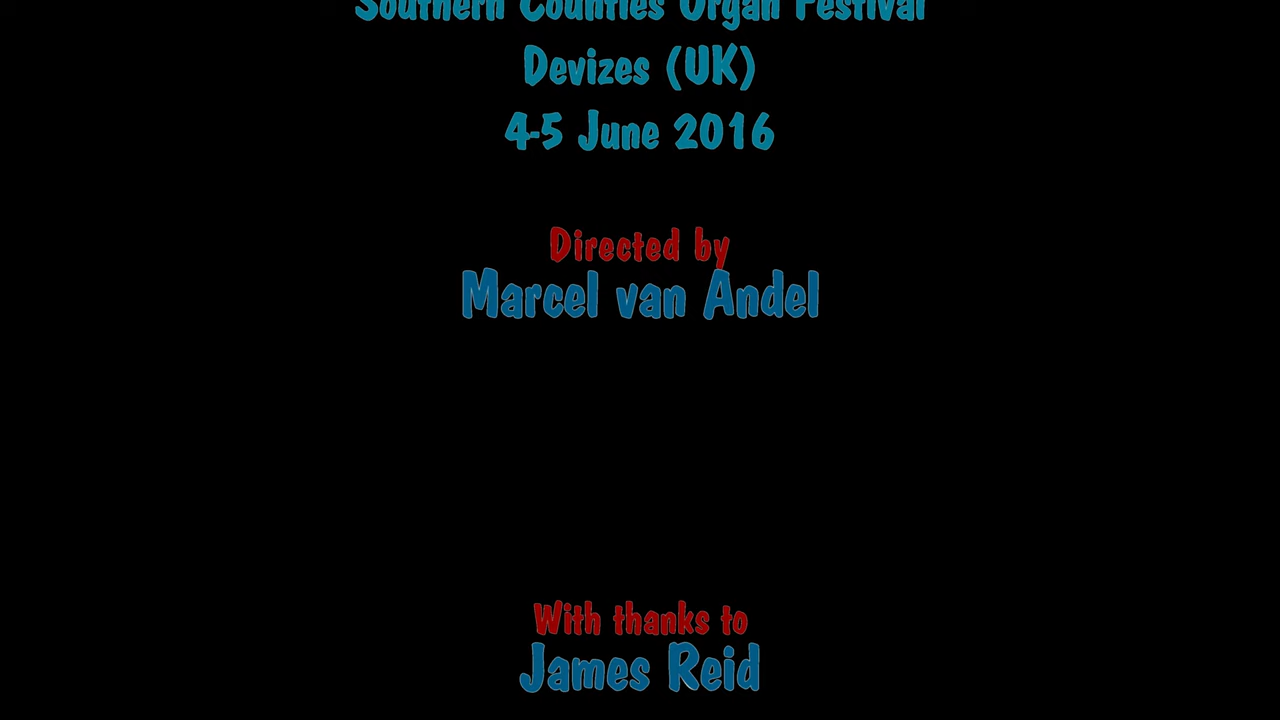 Southern Counties Organ Festival
Devizes (UK)
4-5 June 2016
Directed by
Marcel van Andel
With thanks to
James Reid